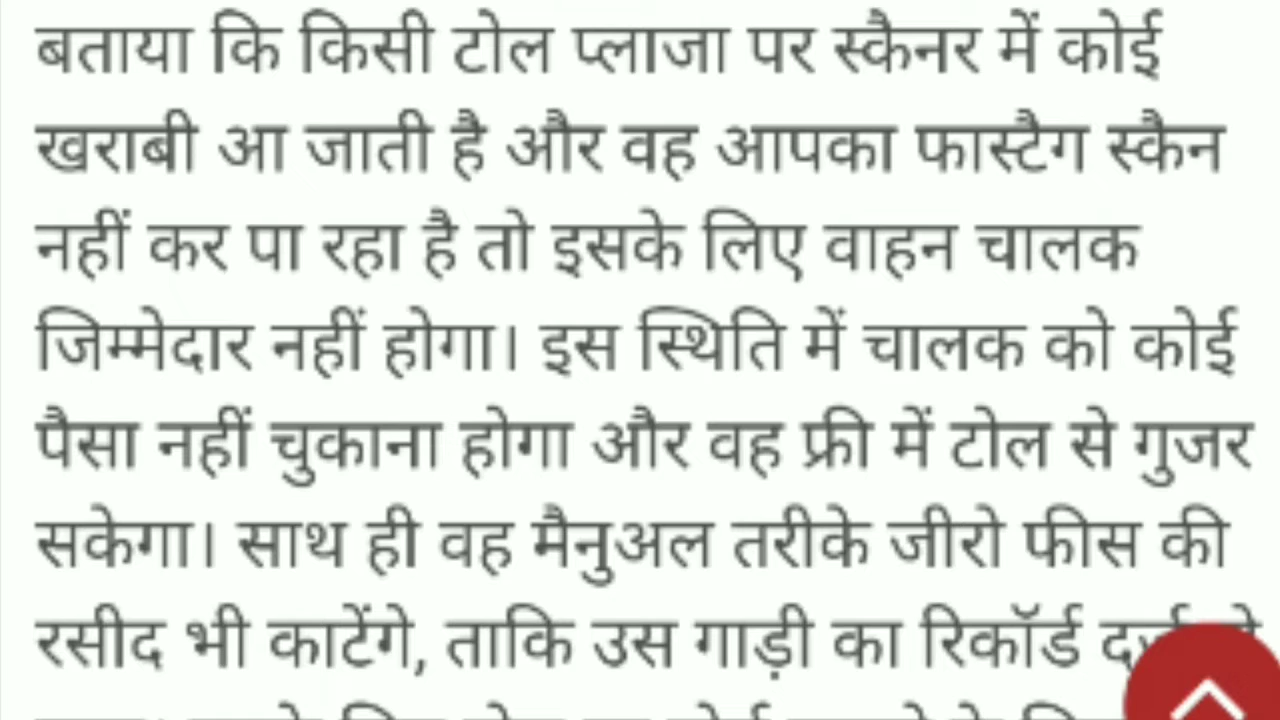 बताया कि किसी टोल प्लाजा पर स्कैनर में कोई
खराबी आ जाती है और वह आपका फास्टैग स्कैन
नहीं कर पा रहा है तो इसके लिए वाहन चालक
जिम्मेदार नहीं होगा। इस स्थिति में चालक को कोई
पैसा नहीं चुकाना होगा और वह फ्री में टोल से गुजर
सकेगा। साथ ही वह मैनुअल तरीके जीरो फीस की
रसीद भी काटेंगे, ताकि उस गाड़ी का रिकॉर्ड